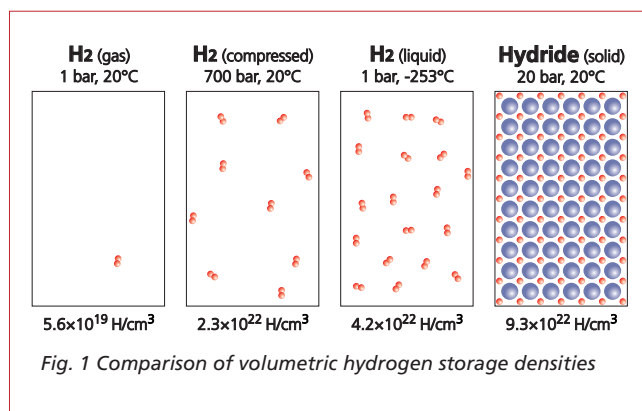 H2 (gas)
1 bar, 20°C
5.6×10¹⁹ H/cm³
H2 (compressed)
700 bar, 20°C
2.3×10²² H/cm³
H2 (liquid)
1 bar, -253°C
4.2×10²² H/cm³
Hydride (solid)
20 bar, 20°C
9.3×10²² H/cm³
Fig. 1 Comparison of volumetric hydrogen storage densities